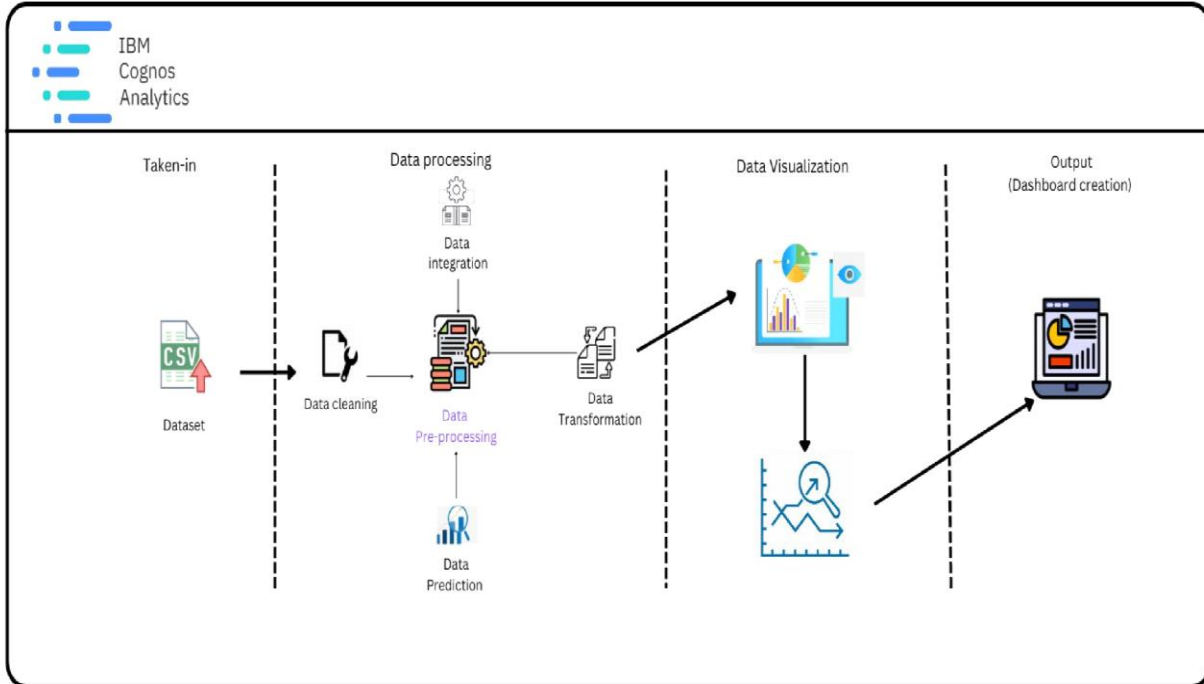 IBM
Cognos
Analytics
Taken-in
Data processing
Data Visualization
Output
(Dashboard creation)
Data
integration
CSV
Dataset
Data cleaning
Data
Pre-processing
Data
Transformation
Data
Prediction